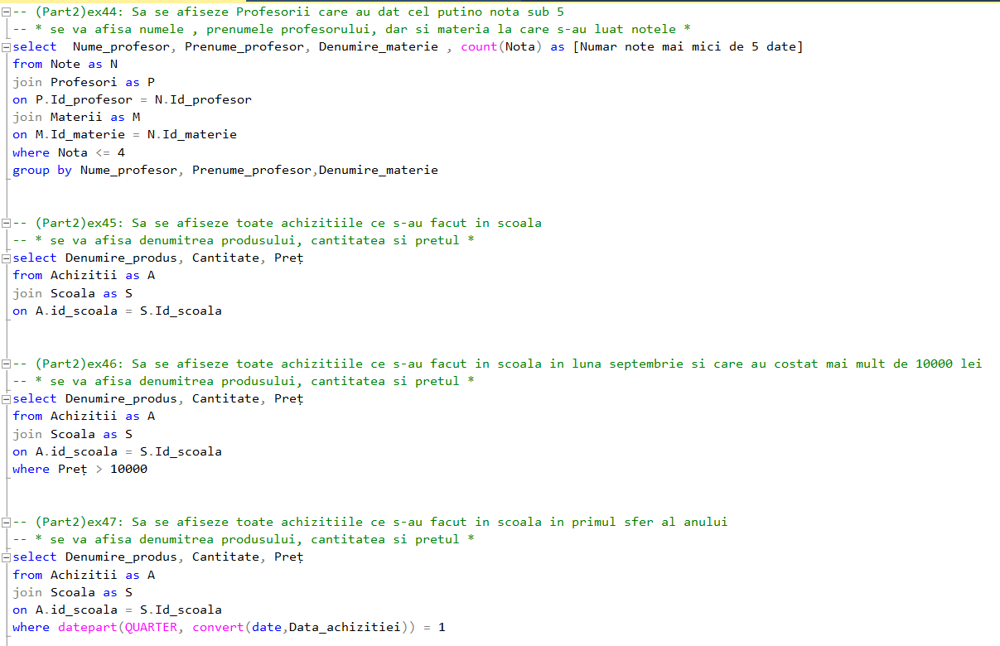 -- (Part2)ex44: Sa se afiseze Profesorii care au dat cel putino nota sub 5
-- * se va afisa numele , prenumele profesorului, dar si materia la care s-au luat notele *
select  Nume_profesor, Prenume_profesor, Denumire_materie , count(Nota) as [Numar note mai mici de 5 date]
from Note as N
join Profesori as P
on P.Id_profesor = N.Id_profesor
join Materii as M
on M.Id_materie = N.Id_materie
where Nota <= 4
group by Nume_profesor, Prenume_profesor,Denumire_materie
-- (Part2)ex45: Sa se afiseze toate achizitiile ce s-au facut in scoala
-- * se va afisa denumitrea produsului, cantitatea si pretul *
select Denumire_produs, Cantitate, Preț
from Achizitii as A
join Scoala as S
on A.id_scoala = S.Id_scoala
-- (Part2)ex46: Sa se afiseze toate achizitiile ce s-au facut in scoala in luna septembrie si care au costat mai mult de 10000 lei
-- * se va afisa denumitrea produsului, cantitatea si pretul *
select Denumire_produs, Cantitate, Preț
from Achizitii as A
join Scoala as S
on A.id_scoala = S.Id_scoala
where Preț > 10000
-- (Part2)ex47: Sa se afiseze toate achizitiile ce s-au facut in scoala in primul sfer al anului
-- * se va afisa denumitrea produsului, cantitatea si pretul *
select Denumire_produs, Cantitate, Preț
from Achizitii as A
join Scoala as S
on A.id_scoala = S.Id_scoala
where datepart(QUARTER, convert(date,Data_achizitiei)) = 1